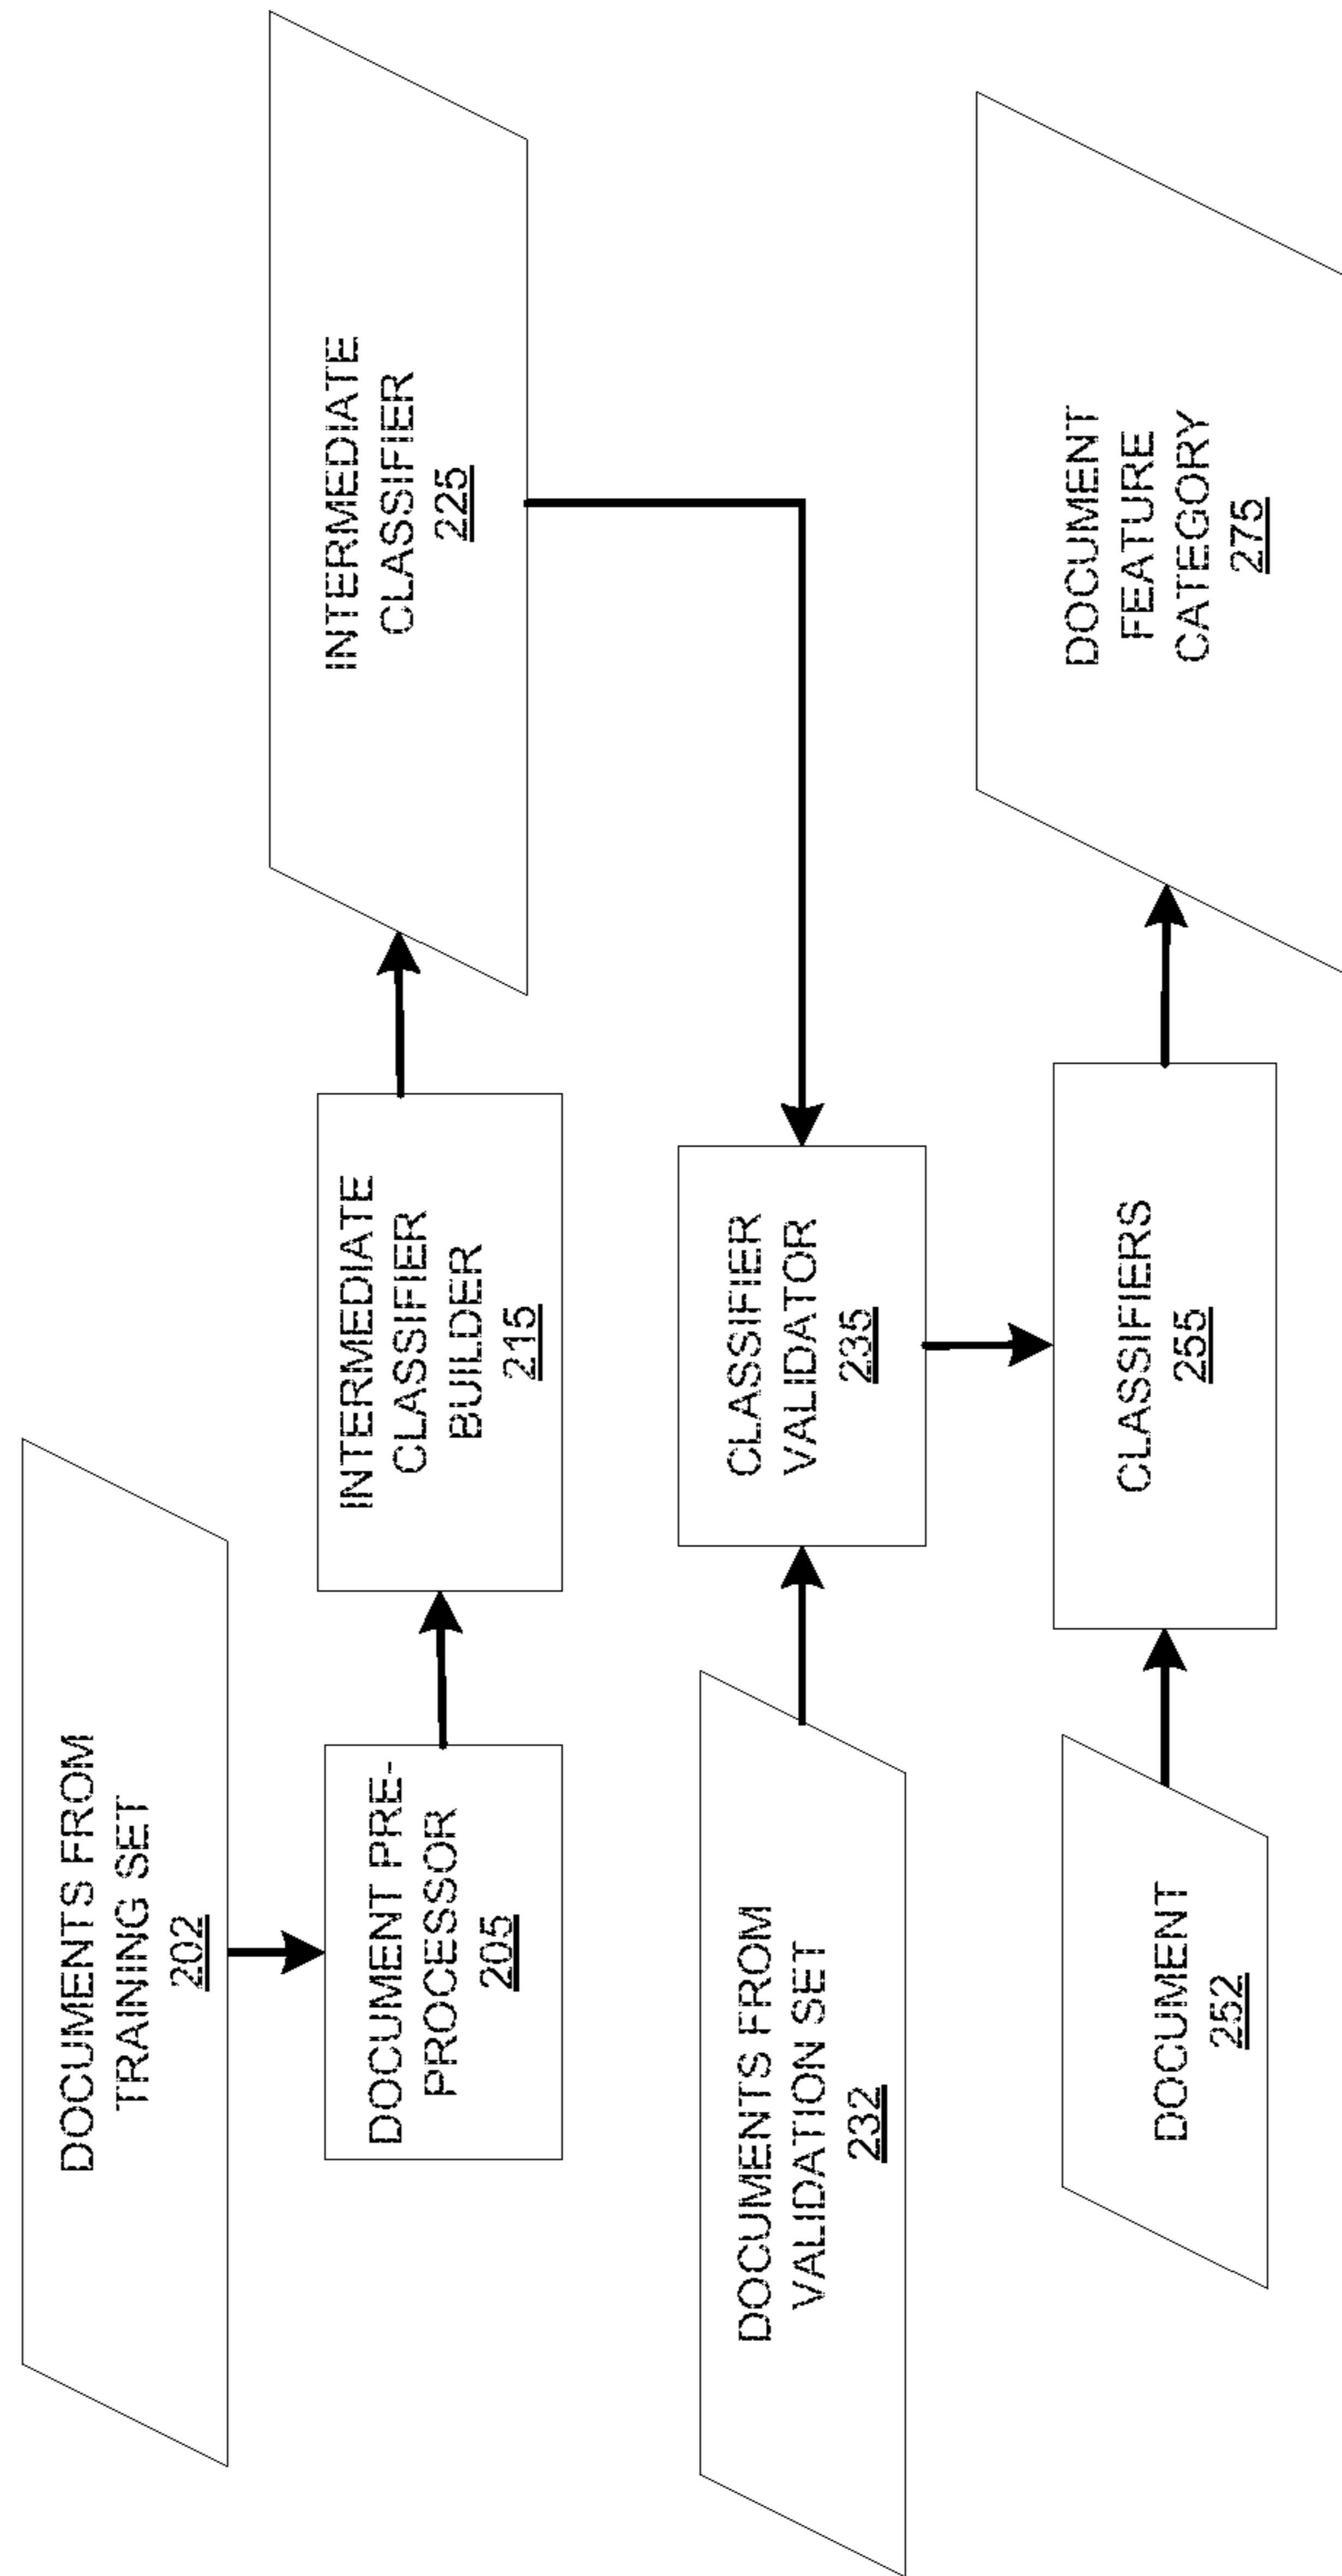 DOCUMENTS FROM
TRAINING SET
202
DOCUMENT PRE-
PROCESSOR
205
INTERMEDIATE
CLASSIFIER
BUILDER
215
INTERMEDIATE
CLASSIFIER
225
DOCUMENTS FROM
VALIDATION SET
232
CLASSIFIER
VALIDATOR
235
DOCUMENT
252
CLASSIFIERS
255
DOCUMENT
FEATURE
CATEGORY
275